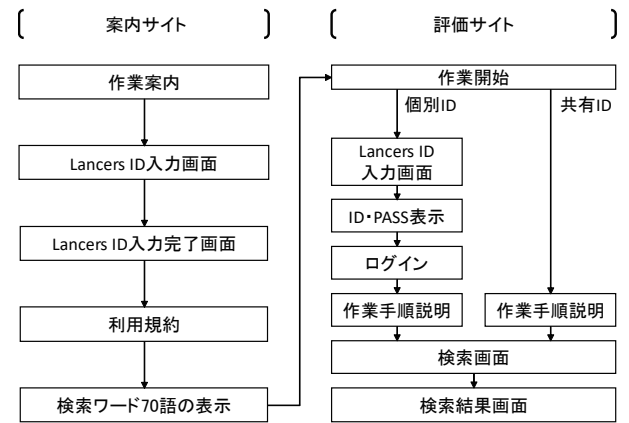 案内サイト
作業案内
Lancers ID入力画面
Lancers ID入力完了画面
利用規約
検索ワード70語の表示
評価サイト
作業開始
個別ID
共有ID
Lancers ID
入力画面
ID・PASS表示
ログイン
作業手順説明
作業手順説明
検索画面
検索結果画面